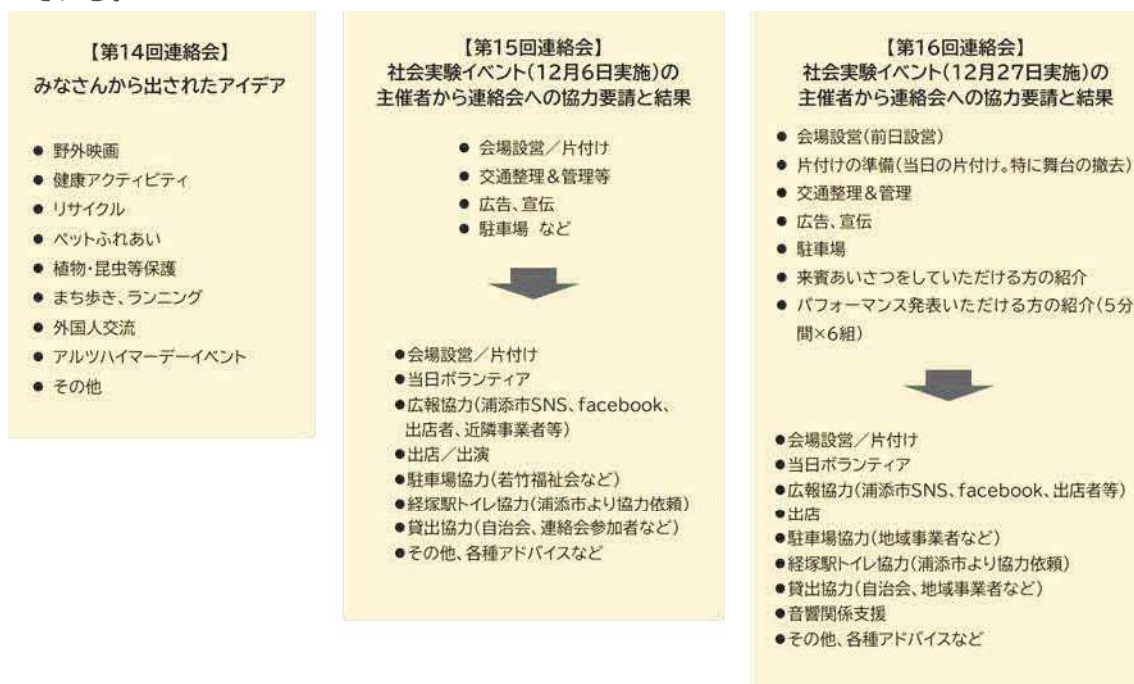 【第14回連絡会】
みなさんから出されたアイデア
● 野外映画
● 健康アクティビティ
● リサイクル
● ペットふれあい
● 植物・昆虫等保護
● まち歩き、ランニング
● 外国人交流
● アルツハイマーデーイベント
● その他
【第15回連絡会】
社会実験イベント(12月6日実施)の
主催者から連絡会への協力要請と結果
● 会場設営/片付け
● 交通整理&管理等
● 広告、宣伝
● 駐車場 など
●会場設営/片付け
●当日ボランティア
●広報協力(浦添市SNS、facebook、
出店者、近隣事業者等)
●出店/出演
●駐車場協力(若竹福祉会など)
●経塚駅トイレ協力(浦添市より協力依頼)
●貸出協力(自治会、連絡会参加者など)
●その他、各種アドバイスなど
【第16回連絡会】
社会実験イベント(12月27日実施)の
主催者から連絡会への協力要請と結果
● 会場設営(前日設営)
● 片付けの準備(当日の片付け。特に舞台の撤去)
● 交通整理&管理
● 広告、宣伝
● 駐車場
● 来賓あいさつをしていただける方の紹介
● パフォーマンス発表いただける方の紹介(5分
間×6組)
●会場設営/片付け
●当日ボランティア
●広報協力(浦添市SNS、facebook、出店者等)
●出店
●駐車場協力(地域事業者など)
●経塚駅トイレ協力(浦添市より協力依頼)
●貸出協力(自治会、地域事業者など)
●音響関係支援
●その他、各種アドバイスなど